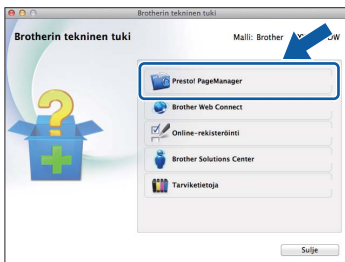 Brotherin tekninen tuki
Brotherin tekninen tuki
Malli: Brother
Presto! PageManager
Brother Web Connect
Online-rekisteröinti
Brother Solutions Center
Tarviketietoja
Sulje